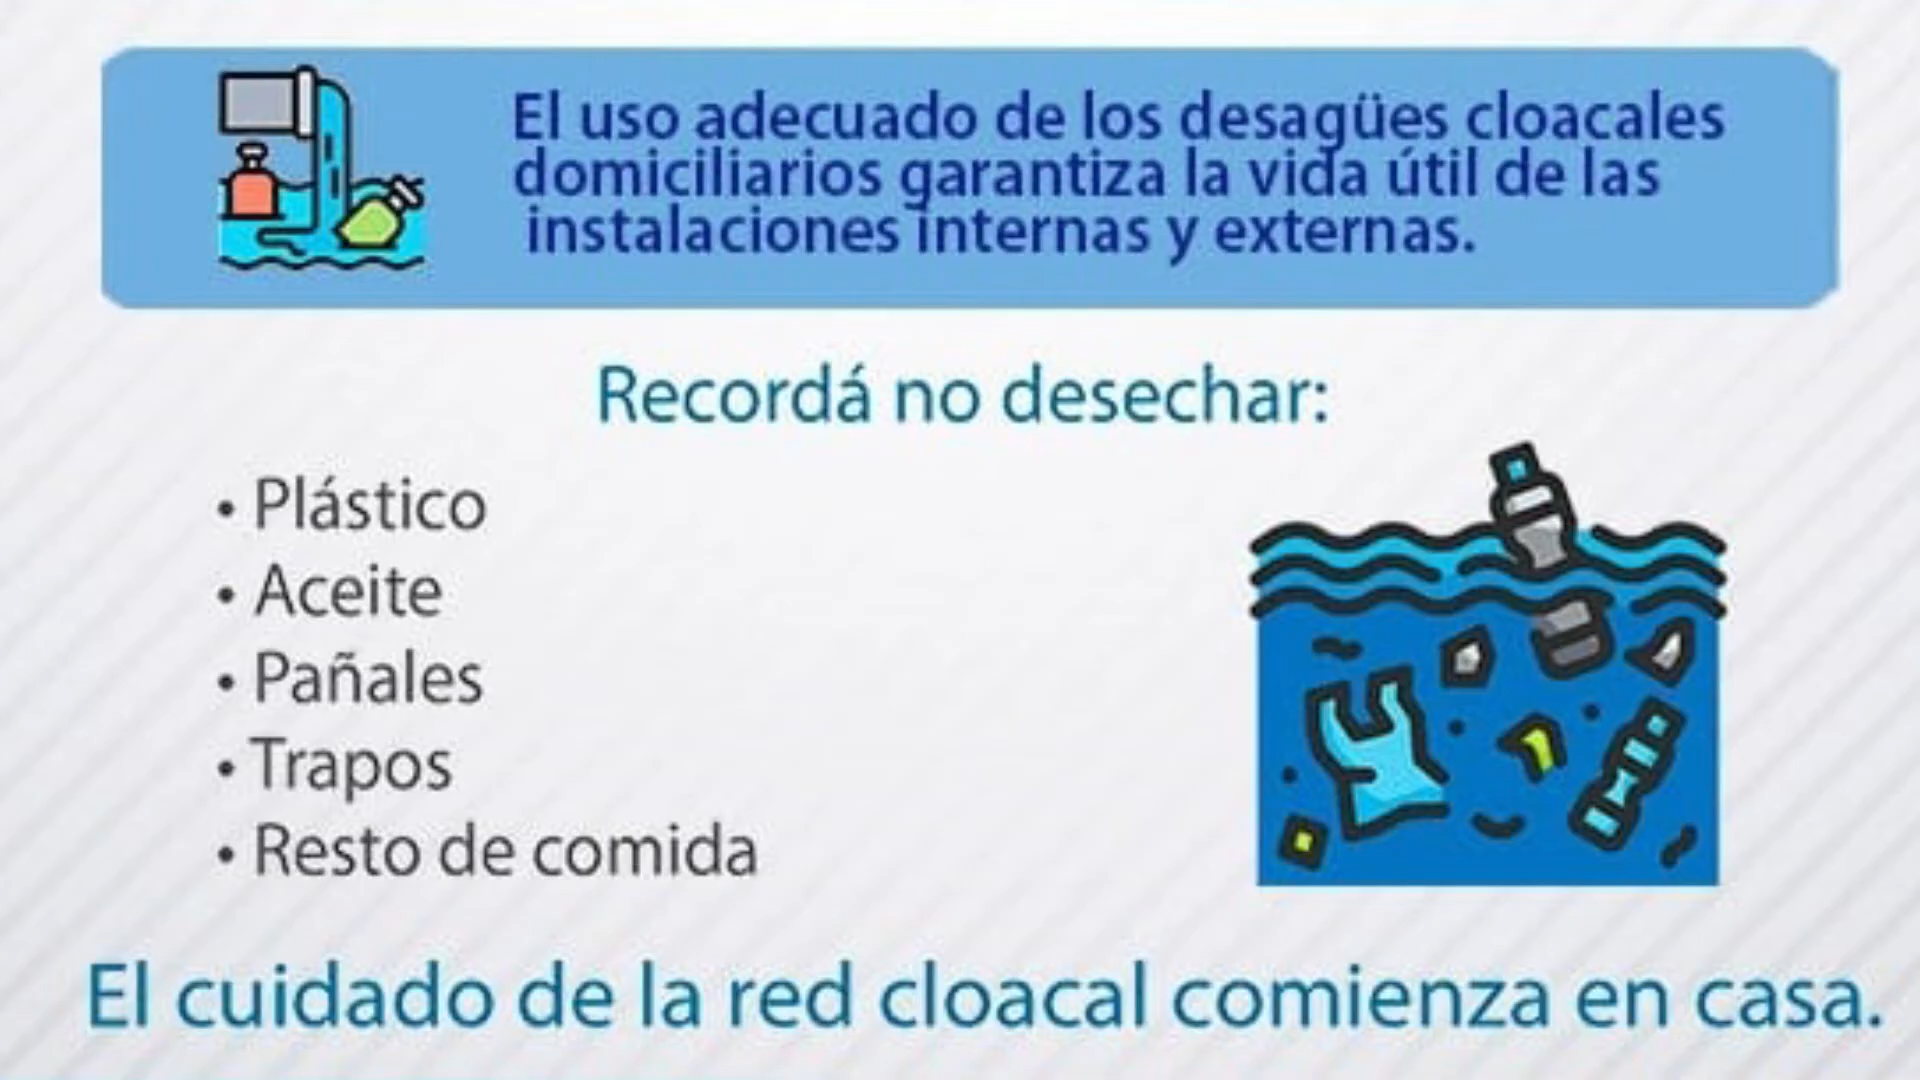 El uso adecuado de los desagües cloacales
domiciliarios garantiza la vida útil de las
instalaciones internas y externas.
Recordá no desechar:
• Plástico
• Aceite
• Pañales
• Trapos
• Resto de comida
El cuidado de la red cloacal comienza en casa.